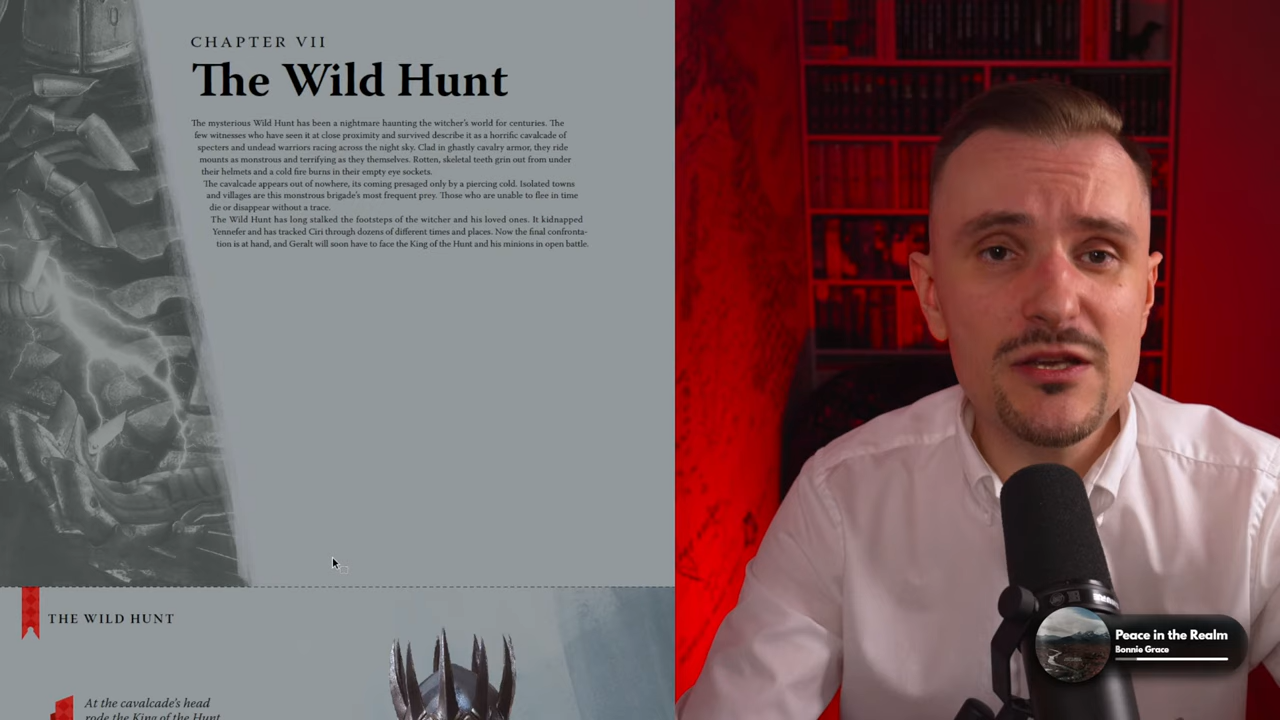 CHAPTER VII
The Wild Hunt
The mysterious Wild Hunt has been a nightmare haunting the witcher's world for centuries. The
few witnesses who have seen it at close proximity and survived describe it as a horrific cavalcade of
specters and undead warriors racing across the night sky. Clad in ghastly cavalry armor, they ride
mounts as monstrous and terrifying as they themselves. Rotten, skeletal teeth grin out from under
their helmets and a cold fire burns in their empty eye sockets.
The cavalcade appears out of nowhere, its coming presaged only by a piercing cold. Isolated towns
and villages are this monstrous brigade's most frequent prey. Those who are unable to flee in time
die or disappear without a trace.
The Wild Hunt has long stalked the footsteps of the witcher and his loved ones. It kidnapped
Yennefer and has tracked Ciri through dozens of different times and places. Now the final confronta-
tion is at hand, and Geralt will soon have to face the King of the Hunt and his minions in open battle.
THE WILD HUNT
At the cavalcade's head
rode the King of the Hunt
Peace in the Realm
Bonnie Grace